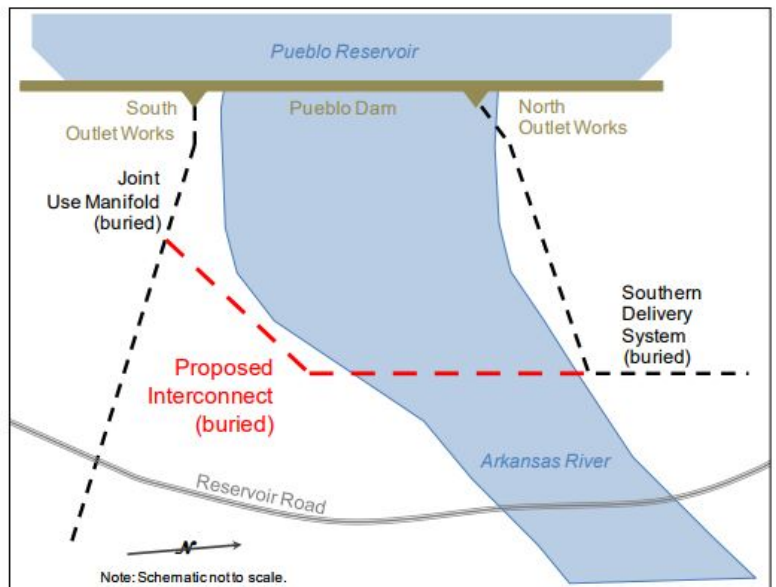 Pueblo Reservoir
South
Outlet Works
Pueblo Dam
North
Outlet Works
Joint
Use Manifold
(buried)
Southern
Delivery
System
(buried)
Proposed
Interconnect
(buried)
Arkansas River
Reservoir Road
N
Note: Schematic not to scale.